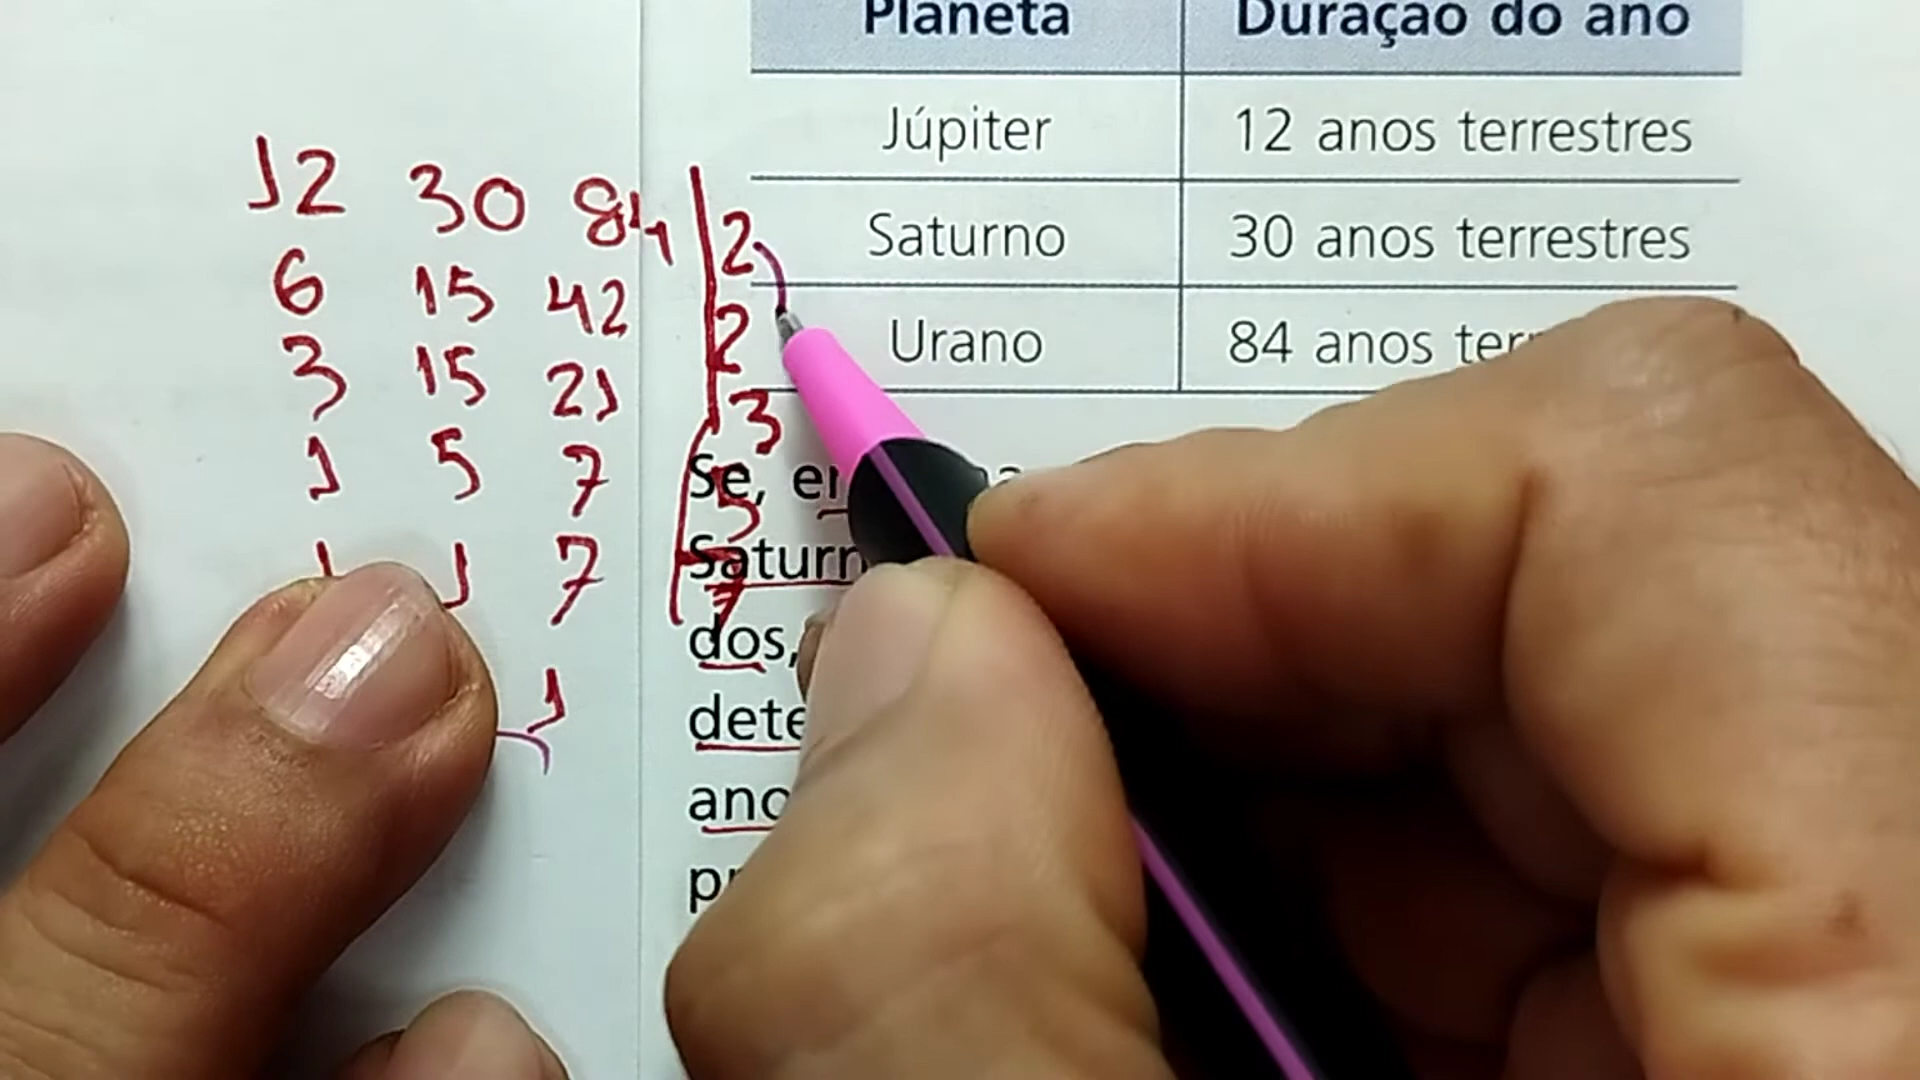 Planeta Duração do ano
Júpiter 12 anos terrestres
Saturno 30 anos terrestres
Urano 84 anos ter
12 30 84 2
6 15 42 2
3 15 21 3
1 5 7 5
1 1 7 7
1
Se,
Saturn
dos,
dete
ano